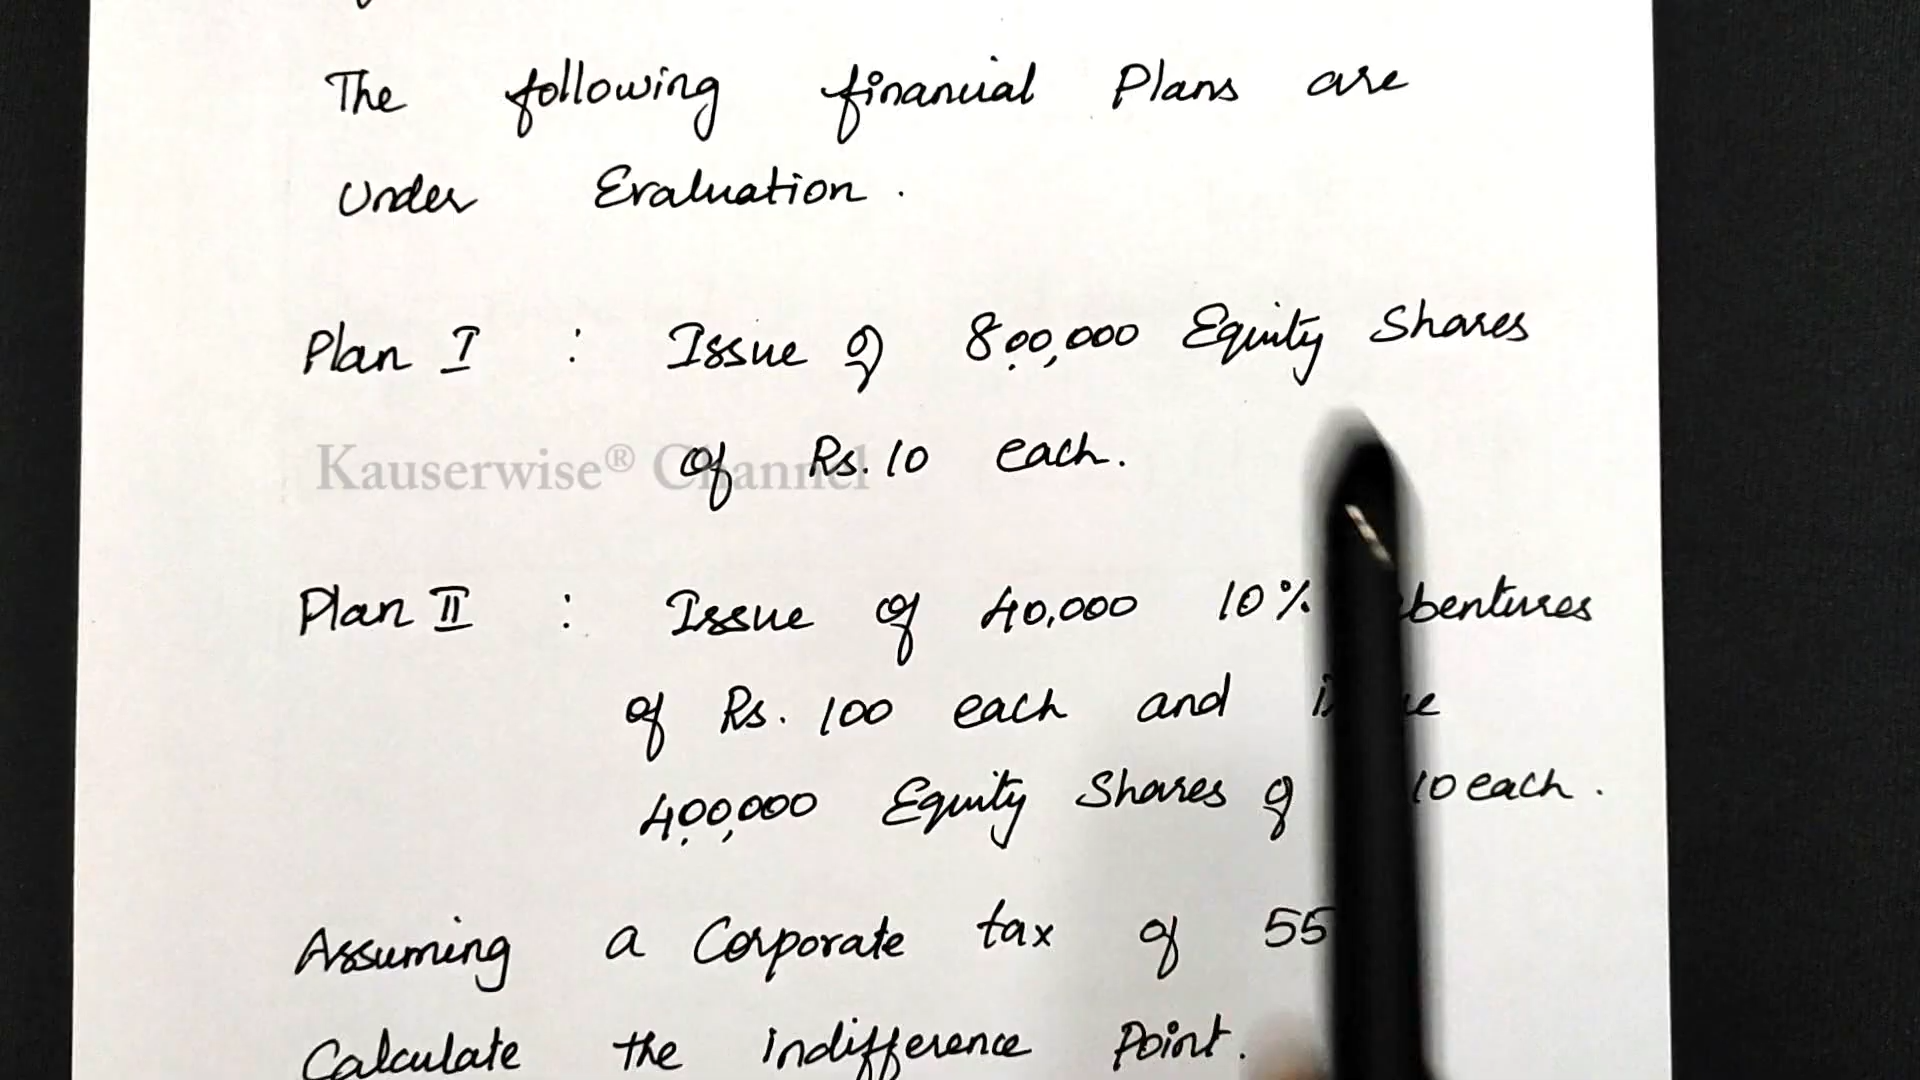 The following financial Plans are
Under Evaluation.
Plan I : Issue of 8,00,000 Equity Shares
of Rs. 10 each.
Kauserwise® Channel
Plan II : Issue of 40,000 10% bentures
of Rs. 100 each and
4,00,000 Equity Shares of 10 each.
Assuming a Corporate tax of 55
Calculate the indifference Point.